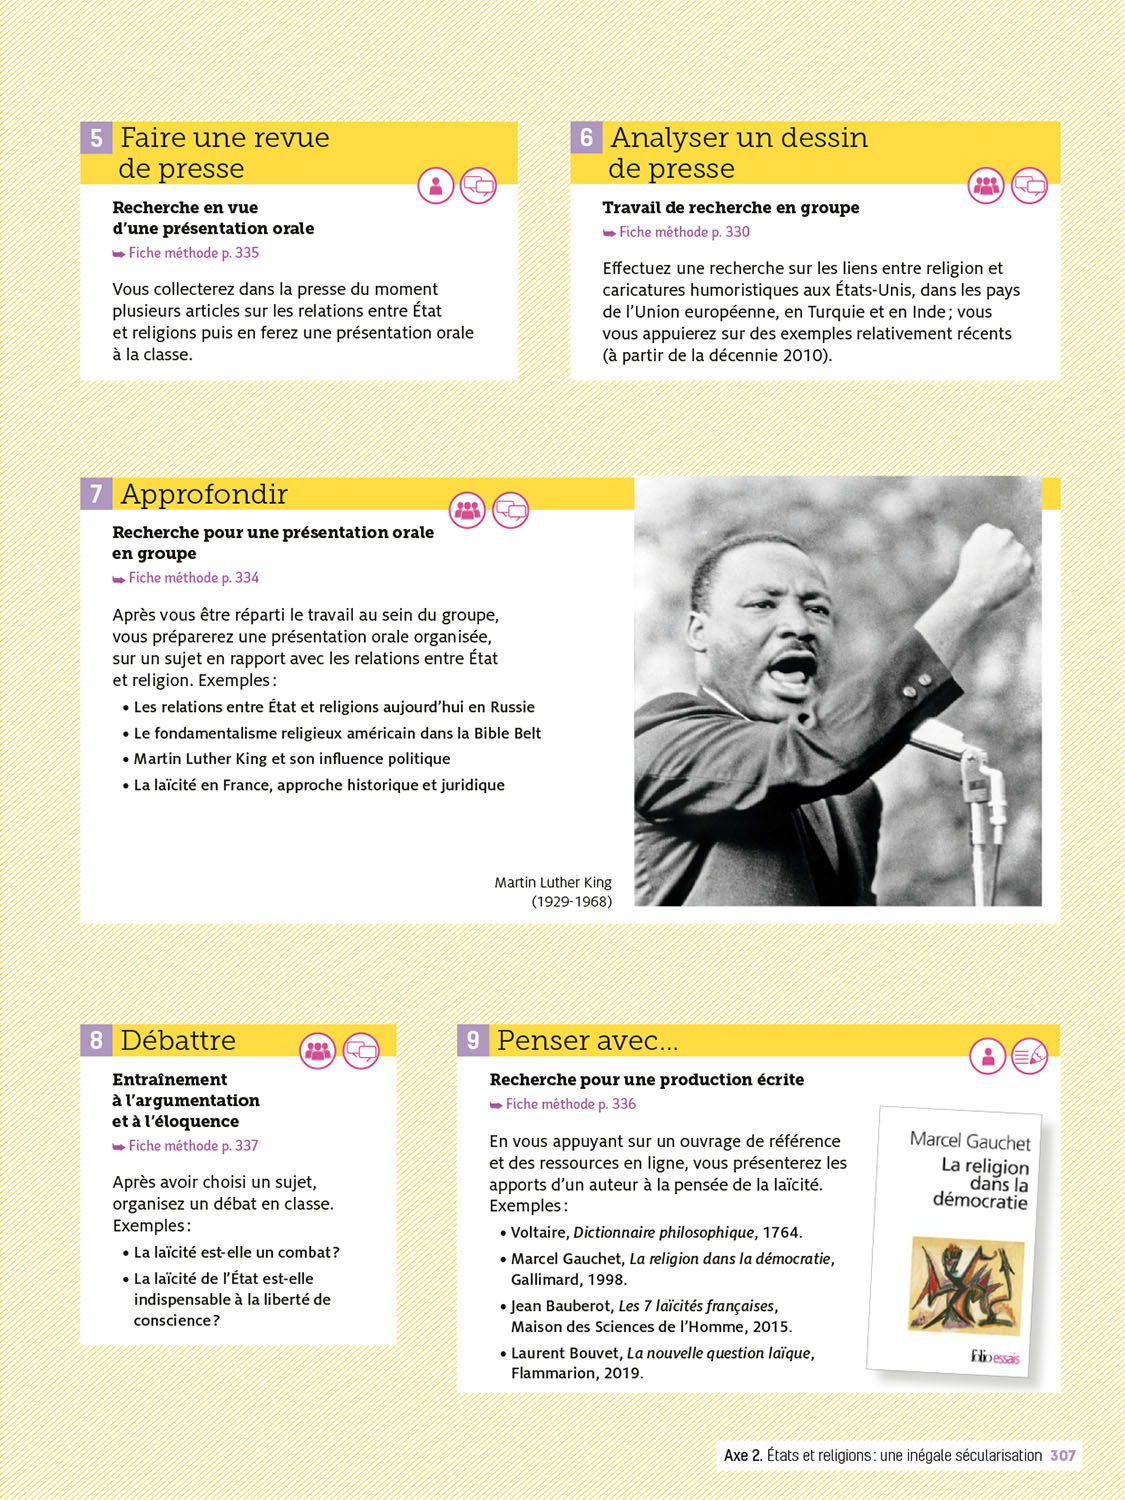 5 Faire une revue
de presse
Recherche en vue
d'une présentation orale
➥ Fiche méthode p. 335
Vous collecterez dans la presse du moment
plusieurs articles sur les relations entre État
et religions puis en ferez une présentation orale
à la classe.
6 Analyser un dessin
de presse
Travail de recherche en groupe
➥ Fiche méthode p. 330
Effectuez une recherche sur les liens entre religion et
caricatures humoristiques aux États-Unis, dans les pays
de l'Union européenne, en Turquie et en Inde ; vous
vous appuierez sur des exemples relativement récents
(à partir de la décennie 2010).
7 Approfondir
Recherche pour une présentation orale
en groupe
➥ Fiche méthode p. 334
Après vous être réparti le travail au sein du groupe,
vous préparerez une présentation orale organisée,
sur un sujet en rapport avec les relations entre État
et religion. Exemples :
• Les relations entre État et religions aujourd'hui en Russie
• Le fondamentalisme religieux américain dans la Bible Belt
• Martin Luther King et son influence politique
• La laïcité en France, approche historique et juridique
Martin Luther King
(1929-1968)
8 Débattre
Entraînement
à l'argumentation
et à l'éloquence
➥ Fiche méthode p. 337
Après avoir choisi un sujet,
organisez un débat en classe.
Exemples :
• La laïcité est-elle un combat ?
• La laïcité de l'État est-elle
indispensable à la liberté de
conscience ?
9 Penser avec...
Recherche pour une production écrite
➥ Fiche méthode p. 336
En vous appuyant sur un ouvrage de référence
et des ressources en ligne, vous présenterez les
apports d'un auteur à la pensée de la laïcité.
Exemples :
• Voltaire, Dictionnaire philosophique, 1764.
• Marcel Gauchet, La religion dans la démocratie,
Gallimard, 1998.
• Jean Bauberot, Les 7 laïcités françaises,
Maison des Sciences de l'Homme, 2015.
• Laurent Bouvet, La nouvelle question laïque,
Flammarion, 2019.
Marcel Gauchet
La religion
dans la
démocratie
folio essais
Axe 2. États et religions : une inégale sécularisation 307